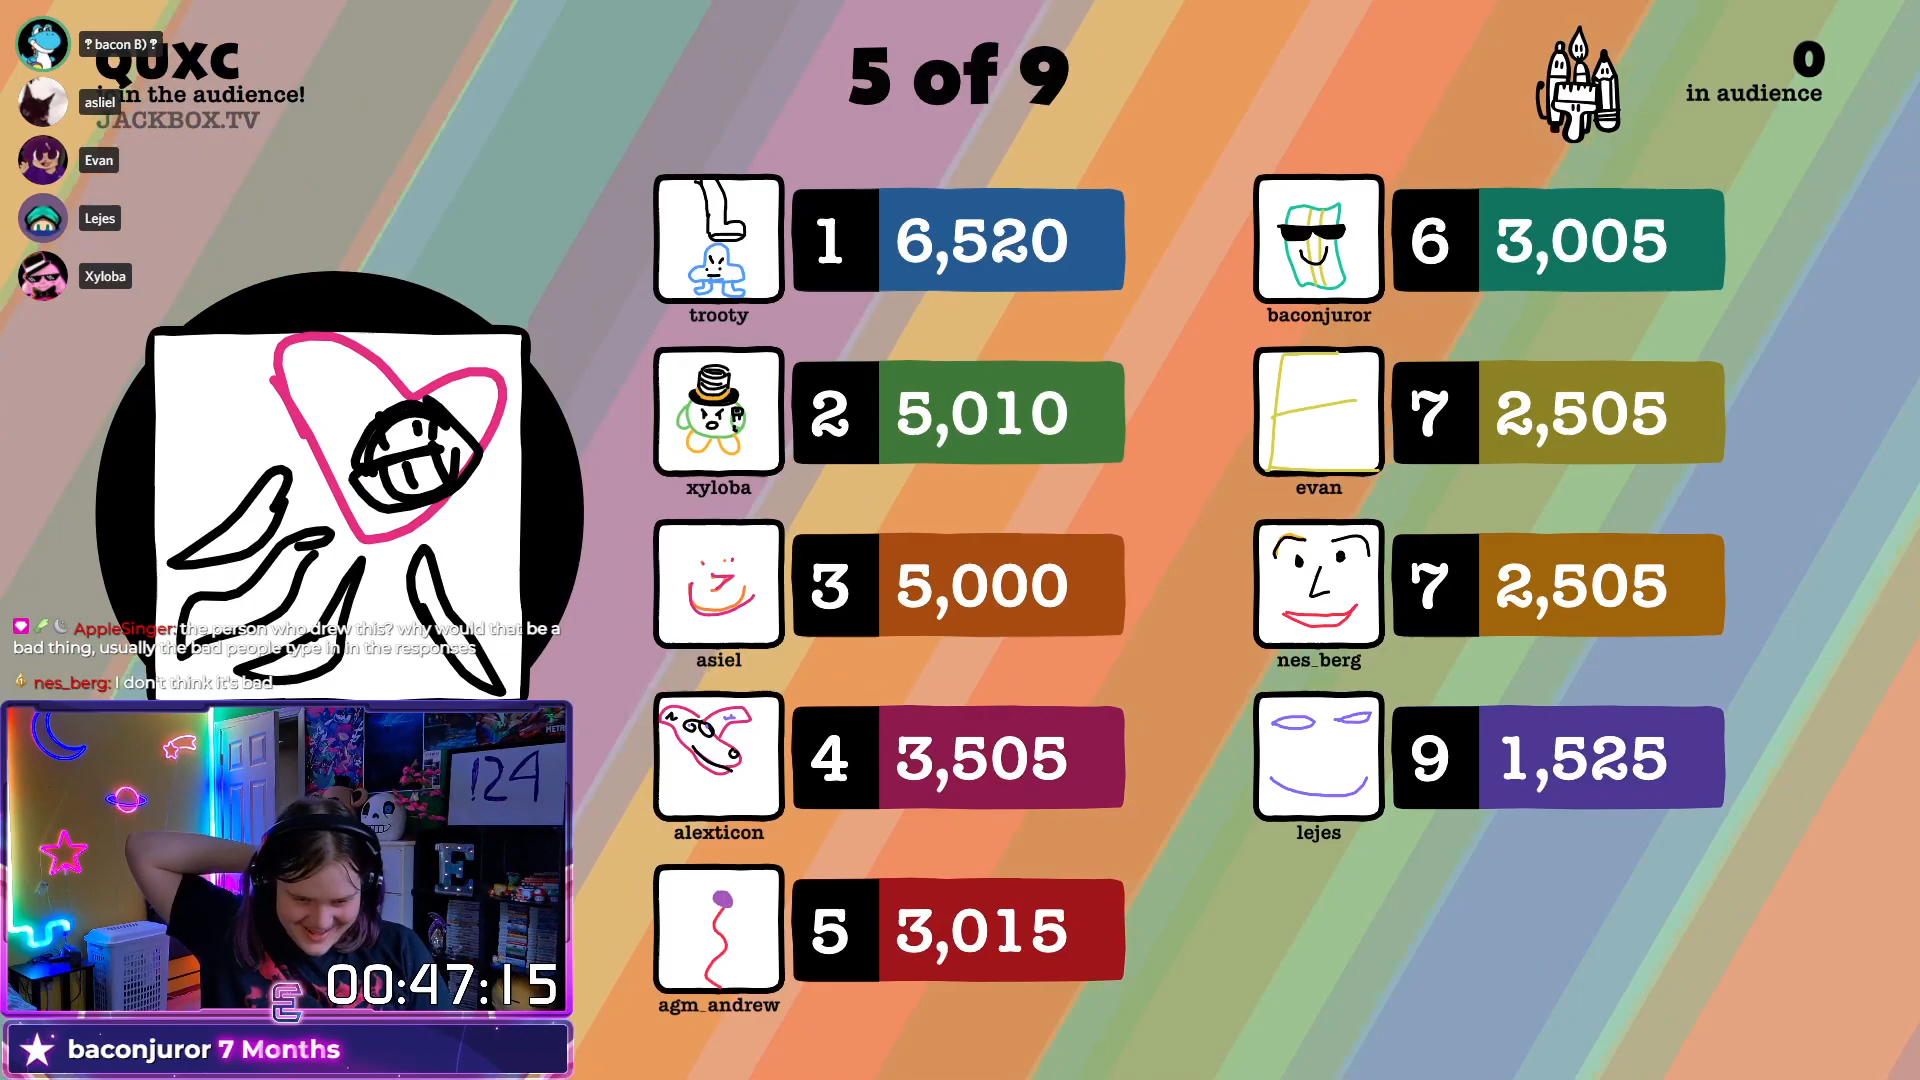 ? bacon B) ?
QUXC
join the audience!
JACKBOX.TV
asliel
Evan
Lejes
Xyloba
5 of 9
0
in audience
1 6,520
trooty
2 5,010
xyloba
3 5,000
asiel
4 3,505
alexticon
5 3,015
agm_andrew
6 3,005
baconjuror
7 2,505
evan
7 2,505
nes_berg
9 1,525
lejes
AppleSinger: the person who drew this? why would that be a
bad thing, usually the bad people type in in the responses
nes_berg: I don't think it's bad
!24
E
00:47:15
E
baconjuror 7 Months